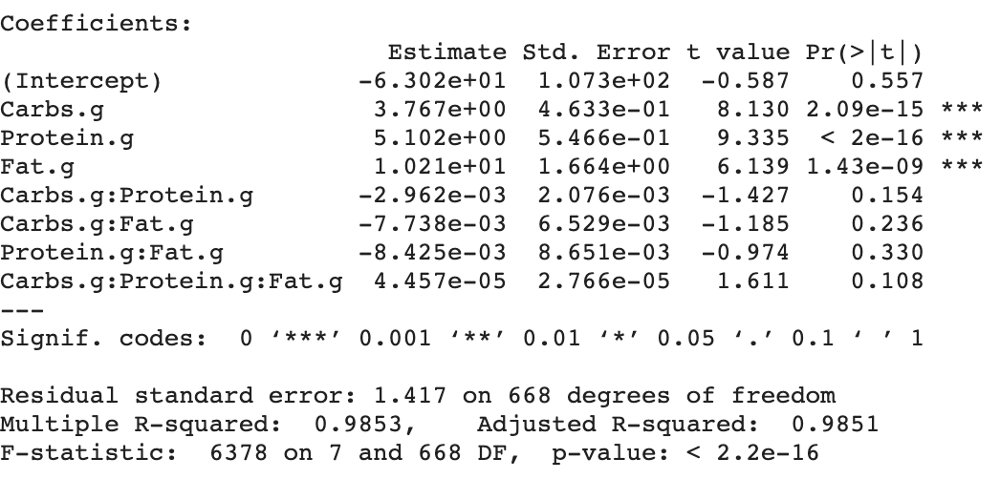 Coefficients:
                         Estimate Std. Error t value Pr(>|t|)
(Intercept)            -6.302e+01  1.073e+02  -0.587    0.557
Carbs.g                 3.767e+00  4.633e-01   8.130 2.09e-15 ***
Protein.g               5.102e+00  5.466e-01   9.335  < 2e-16 ***
Fat.g                   1.021e+01  1.664e+00   6.139 1.43e-09 ***
Carbs.g:Protein.g      -2.962e-03  2.076e-03  -1.427    0.154
Carbs.g:Fat.g          -7.738e-03  6.529e-03  -1.185    0.236
Protein.g:Fat.g        -8.425e-03  8.651e-03  -0.974    0.330
Carbs.g:Protein.g:Fat.g  4.457e-05  2.766e-05   1.611    0.108
---
Signif. codes:  0 ‘***’ 0.001 ‘**’ 0.01 ‘*’ 0.05 ‘.’ 0.1 ‘ ’ 1
Residual standard error: 1.417 on 668 degrees of freedom
Multiple R-squared:  0.9853,    Adjusted R-squared:  0.9851
F-statistic:  6378 on 7 and 668 DF,  p-value: < 2.2e-16